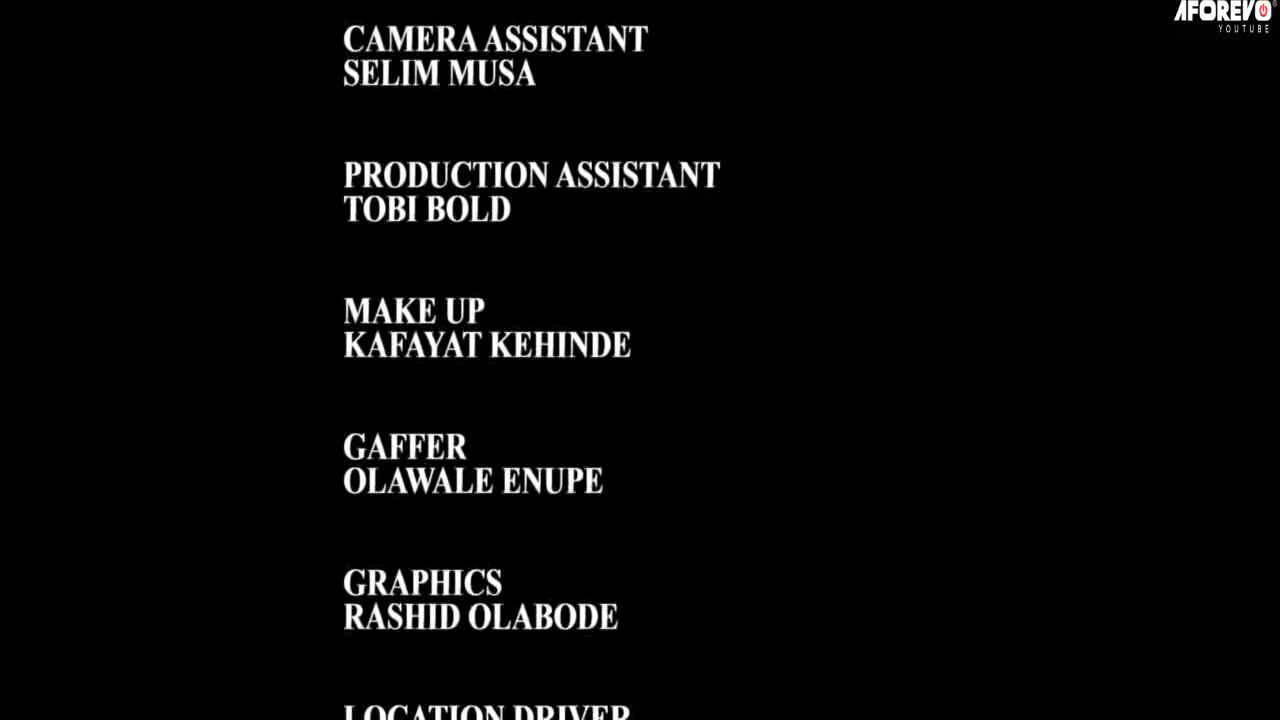 AFOREVO
YOUTUBE
CAMERA ASSISTANT
SELIM MUSA
PRODUCTION ASSISTANT
TOBI BOLD
MAKE UP
KAFAYAT KEHINDE
GAFFER
OLAWALE ENUPE
GRAPHICS
RASHID OLABODE
LOCATION DRIVER